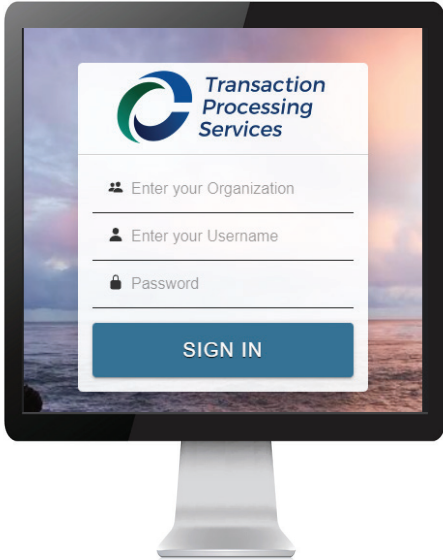 Transaction
Processing
Services
Enter your Organization
Enter your Username
Password
SIGN IN